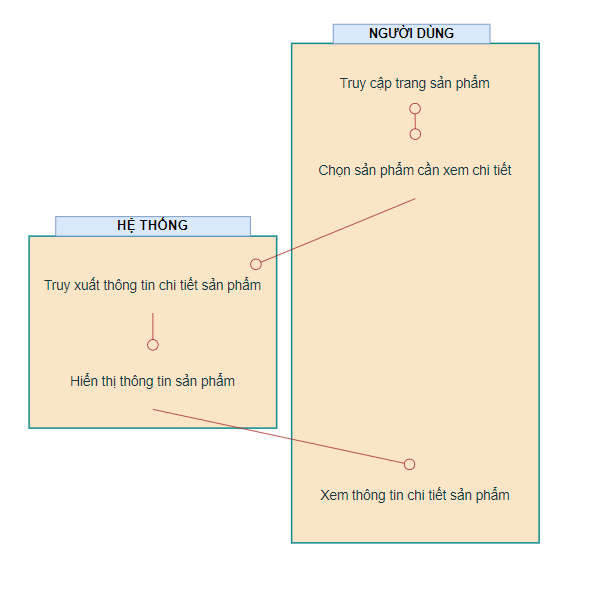 NGƯỜI DÙNG
Truy cập trang sản phẩm
Chọn sản phẩm cần xem chi tiết
HỆ THỐNG
Truy xuất thông tin chi tiết sản phẩm
Hiển thị thông tin sản phẩm
Xem thông tin chi tiết sản phẩm